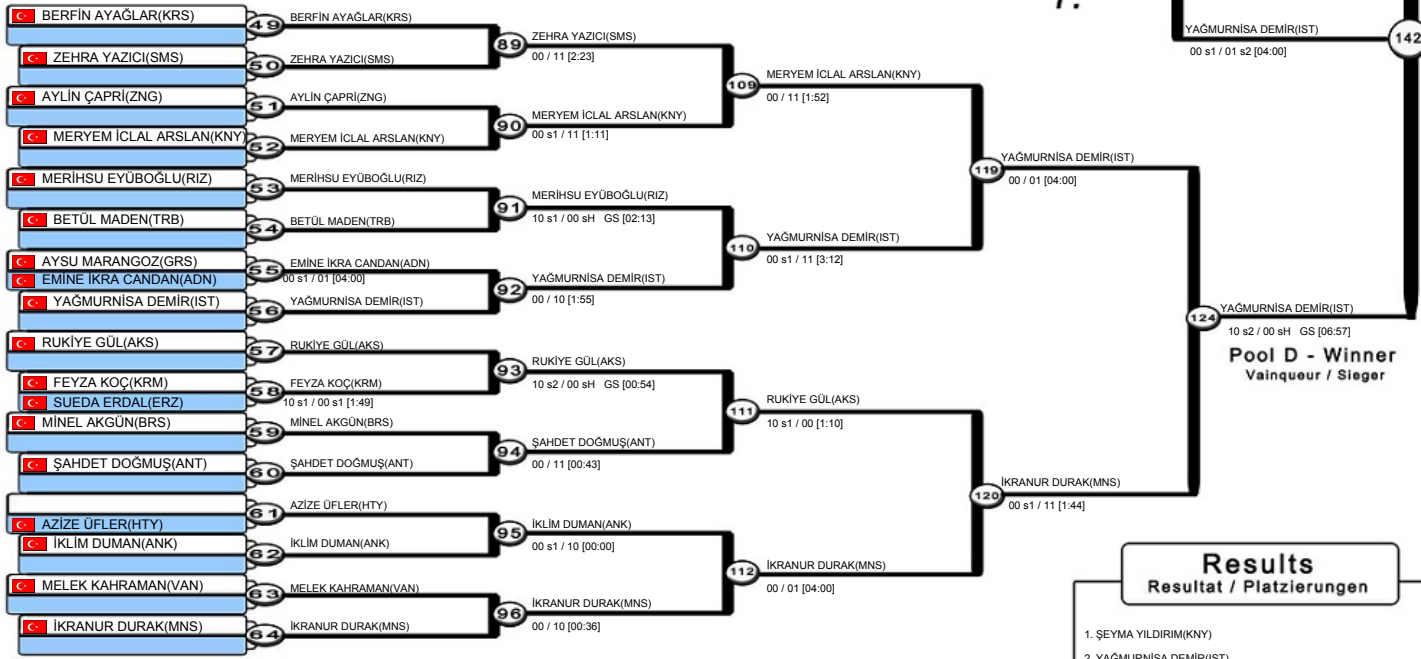 BERFİN AYAĞLAR(KRS)
49
BERFİN AYAĞLAR(KRS)
ZEHRA YAZICI(SMS)
50
ZEHRA YAZICI(SMS)
89
ZEHRA YAZICI(SMS)
00 / 11 [2:23]
AYLİN ÇAPRİ(ZNG)
51
AYLİN ÇAPRİ(ZNG)
MERYEM İCLAL ARSLAN(KNY)
52
MERYEM İCLAL ARSLAN(KNY)
90
MERYEM İCLAL ARSLAN(KNY)
00 s1 / 11 [1:11]
109
MERYEM İCLAL ARSLAN(KNY)
00 / 11 [1:52]
MERİHSU EYÜBOĞLU(RIZ)
53
MERİHSU EYÜBOĞLU(RIZ)
BETÜL MADEN(TRB)
54
BETÜL MADEN(TRB)
91
MERİHSU EYÜBOĞLU(RIZ)
10 s1 / 00 sH GS [02:13]
AYSU MARANGOZ(GRS)
EMİNE İKRA CANDAN(ADN)
55
EMİNE İKRA CANDAN(ADN)
00 s1 / 01 [04:00]
YAĞMURNİSA DEMİR(IST)
56
YAĞMURNİSA DEMİR(IST)
92
YAĞMURNİSA DEMİR(IST)
00 / 10 [1:55]
110
YAĞMURNİSA DEMİR(IST)
00 s1 / 11 [3:12]
119
YAĞMURNİSA DEMİR(IST)
00 / 01 [04:00]
RUKİYE GÜL(AKS)
57
RUKİYE GÜL(AKS)
FEYZA KOÇ(KRM)
SUEDA ERDAL(ERZ)
58
FEYZA KOÇ(KRM)
10 s1 / 00 s1 [1:49]
93
RUKİYE GÜL(AKS)
10 s2 / 00 sH GS [00:54]
MİNEL AKGÜN(BRS)
59
MİNEL AKGÜN(BRS)
ŞAHDET DOĞMUŞ(ANT)
60
ŞAHDET DOĞMUŞ(ANT)
94
ŞAHDET DOĞMUŞ(ANT)
00 / 11 [00:43]
111
RUKİYE GÜL(AKS)
10 s1 / 00 [1:10]
AZİZE ÜFLER(HTY)
61
AZİZE ÜFLER(HTY)
İKLİM DUMAN(ANK)
62
İKLİM DUMAN(ANK)
95
İKLİM DUMAN(ANK)
00 s1 / 10 [00:00]
MELEK KAHRAMAN(VAN)
63
MELEK KAHRAMAN(VAN)
İKRANUR DURAK(MNS)
64
İKRANUR DURAK(MNS)
96
İKRANUR DURAK(MNS)
00 / 10 [00:36]
112
İKRANUR DURAK(MNS)
00 / 01 [04:00]
120
İKRANUR DURAK(MNS)
00 s1 / 11 [1:44]
124
YAĞMURNİSA DEMİR(IST)
10 s2 / 00 sH GS [06:57]
Pool D - Winner
Vainqueur / Sieger
YAĞMURNİSA DEMİR(IST)
00 s1 / 01 s2 [04:00]
142
Results
Resultat / Platzierungen
1. ŞEYMA YILDIRIM(KNY)
2. YAĞMURNİSA DEMİR(IST)